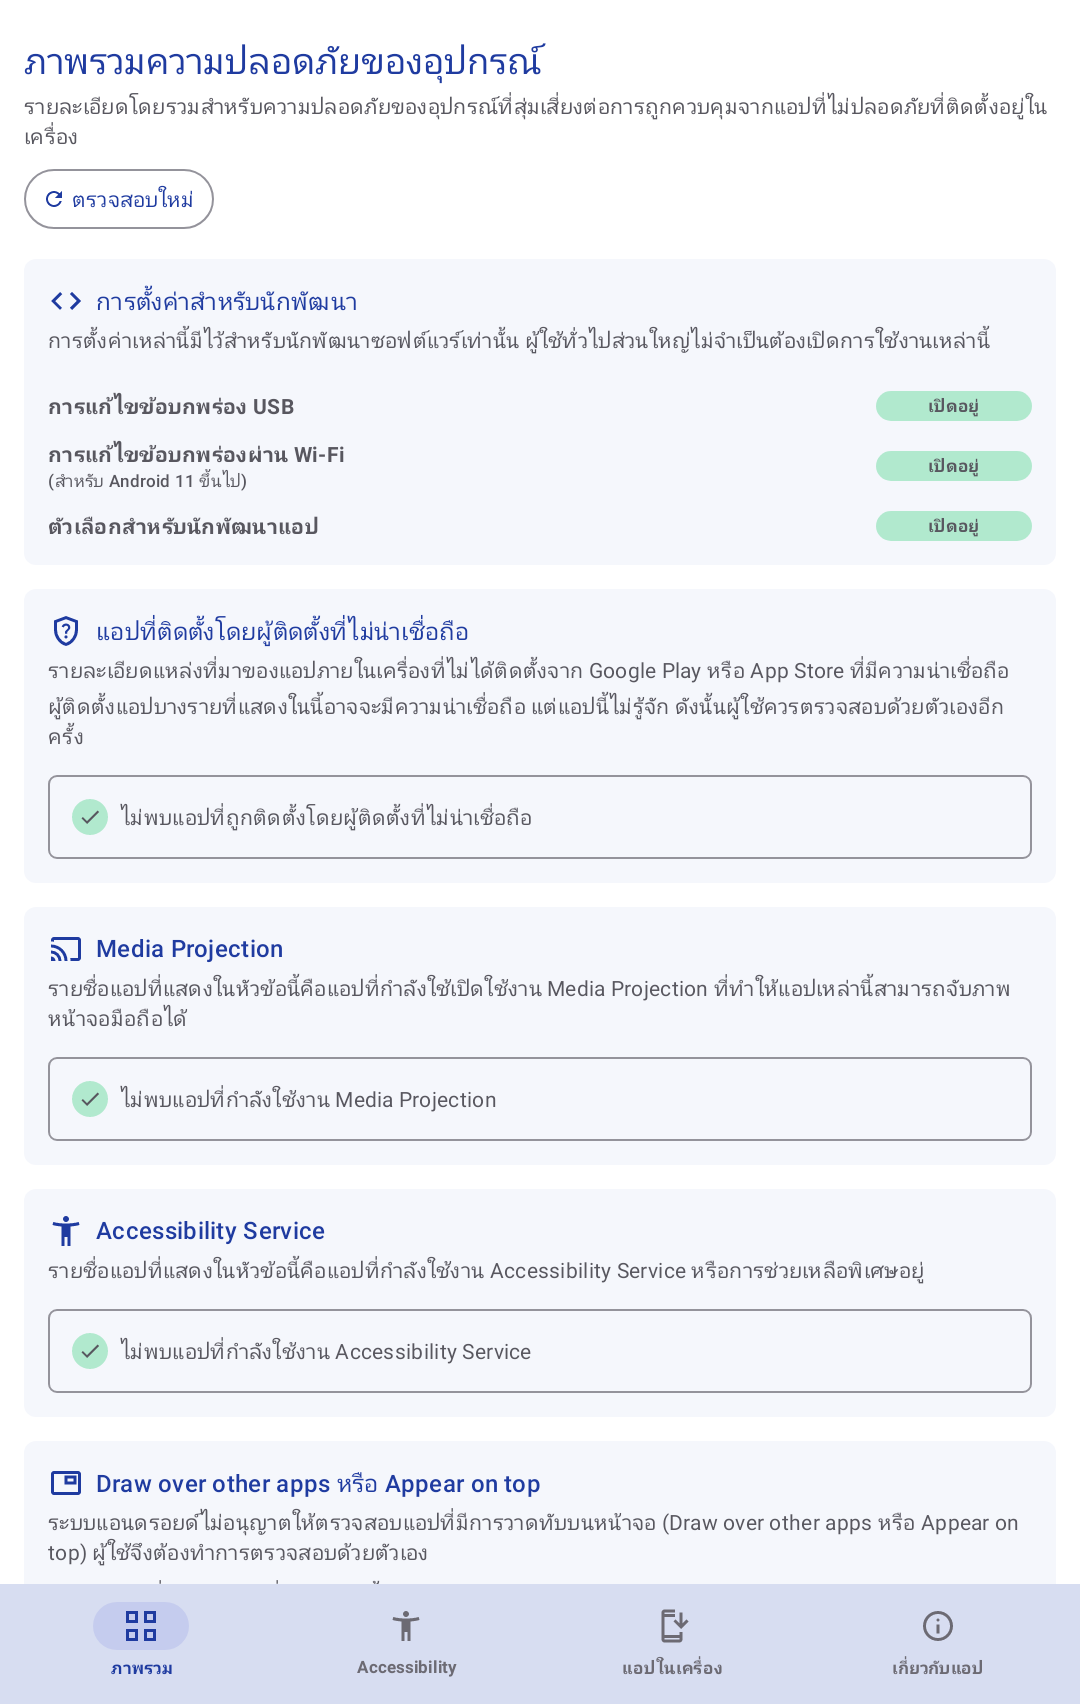 ภาพรวมความปลอดภัยของอุปกรณ์
รายละเอียดโดยรวมสำหรับความปลอดภัยของอุปกรณ์ที่สุ่มเสี่ยงต่อการถูกควบคุมจากแอปที่ไม่ปลอดภัยที่ติดตั้งอยู่ใน
เครื่อง
ตรวจสอบใหม่
การตั้งค่าสำหรับนักพัฒนา
การตั้งค่าเหล่านี้มีไว้สำหรับนักพัฒนาซอฟต์แวร์เท่านั้น ผู้ใช้ทั่วไปส่วนใหญ่ไม่จำเป็นต้องเปิดการใช้งานเหล่านี้
การแก้ไขข้อบกพร่อง USB
เปิดอยู่
การแก้ไขข้อบกพร่องผ่าน Wi-Fi
(สำหรับ Android 11 ขึ้นไป)
เปิดอยู่
ตัวเลือกสำหรับนักพัฒนาแอป
เปิดอยู่
แอปที่ติดตั้งโดยผู้ติดตั้งที่ไม่น่าเชื่อถือ
รายละเอียดแหล่งที่มาของแอปภายในเครื่องที่ไม่ได้ติดตั้งจาก Google Play หรือ App Store ที่มีความน่าเชื่อถือ
ผู้ติดตั้งแอปบางรายที่แสดงในนี้อาจจะมีความน่าเชื่อถือ แต่แอปนี้ไม่รู้จัก ดังนั้นผู้ใช้ควรตรวจสอบด้วยตัวเองอีก
ครั้ง
ไม่พบแอปที่ถูกติดตั้งโดยผู้ติดตั้งที่ไม่น่าเชื่อถือ
Media Projection
รายชื่อแอปที่แสดงในหัวข้อนี้คือแอปที่กำลังใช้เปิดใช้งาน Media Projection ที่ทำให้แอปเหล่านี้สามารถจับภาพ
หน้าจอมือถือได้
ไม่พบแอปที่กำลังใช้งาน Media Projection
Accessibility Service
รายชื่อแอปที่แสดงในหัวข้อนี้คือแอปที่กำลังใช้งาน Accessibility Service หรือการช่วยเหลือพิเศษอยู่
ไม่พบแอปที่กำลังใช้งาน Accessibility Service
Draw over other apps หรือ Appear on top
ระบบแอนดรอยด์ไม่อนุญาตให้ตรวจสอบแอปที่มีการวาดทับบนหน้าจอ (Draw over other apps หรือ Appear on
top) ผู้ใช้จึงต้องทำการตรวจสอบด้วยตัวเอง
ภาพรวม
Accessibility
แอปในเครื่อง
เกี่ยวกับแอป